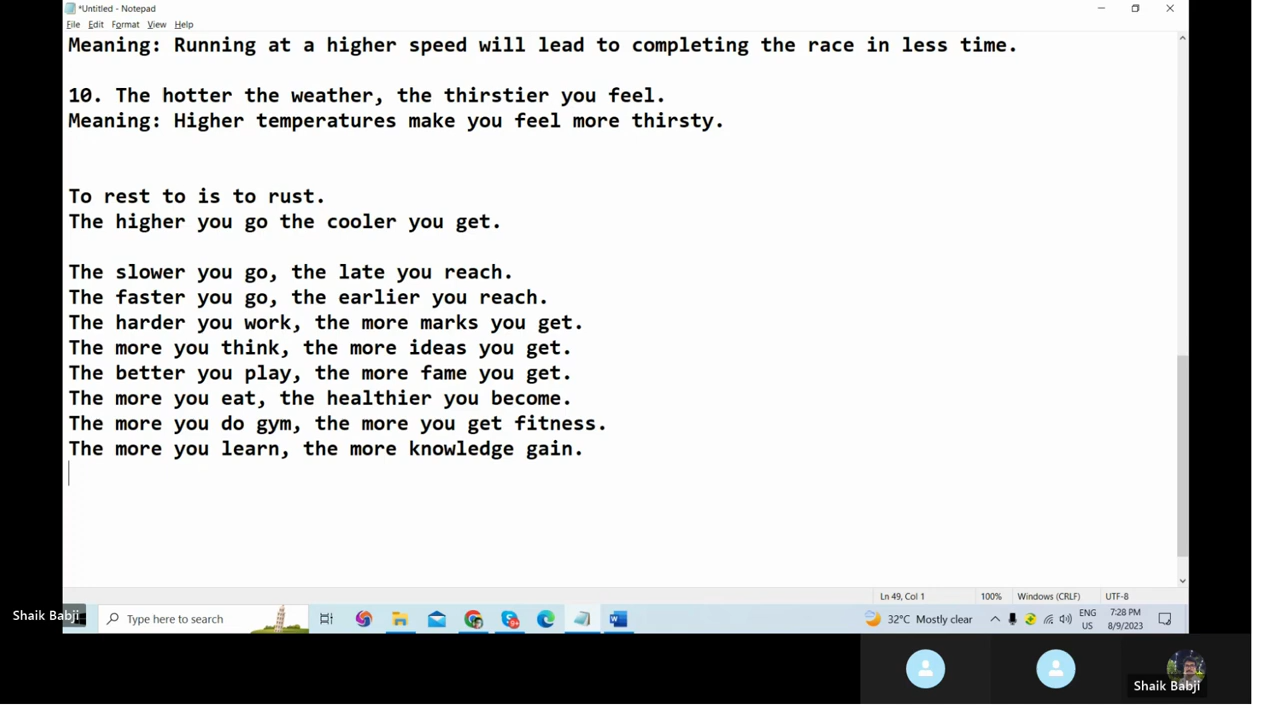 *Untitled - Notepad
File Edit Format View Help
Meaning: Running at a higher speed will lead to completing the race in less time.
10. The hotter the weather, the thirstier you feel.
Meaning: Higher temperatures make you feel more thirsty.
To rest to is to rust.
The higher you go the cooler you get.
The slower you go, the late you reach.
The faster you go, the earlier you reach.
The harder you work, the more marks you get.
The more you think, the more ideas you get.
The better you play, the more fame you get.
The more you eat, the healthier you become.
The more you do gym, the more you get fitness.
The more you learn, the more knowledge gain.
Ln 49, Col 1 100% Windows (CRLF) UTF-8
Shaik Babji
Type here to search
32°C Mostly clear
ENG
US
7:28 PM
8/9/2023
Shaik Babji